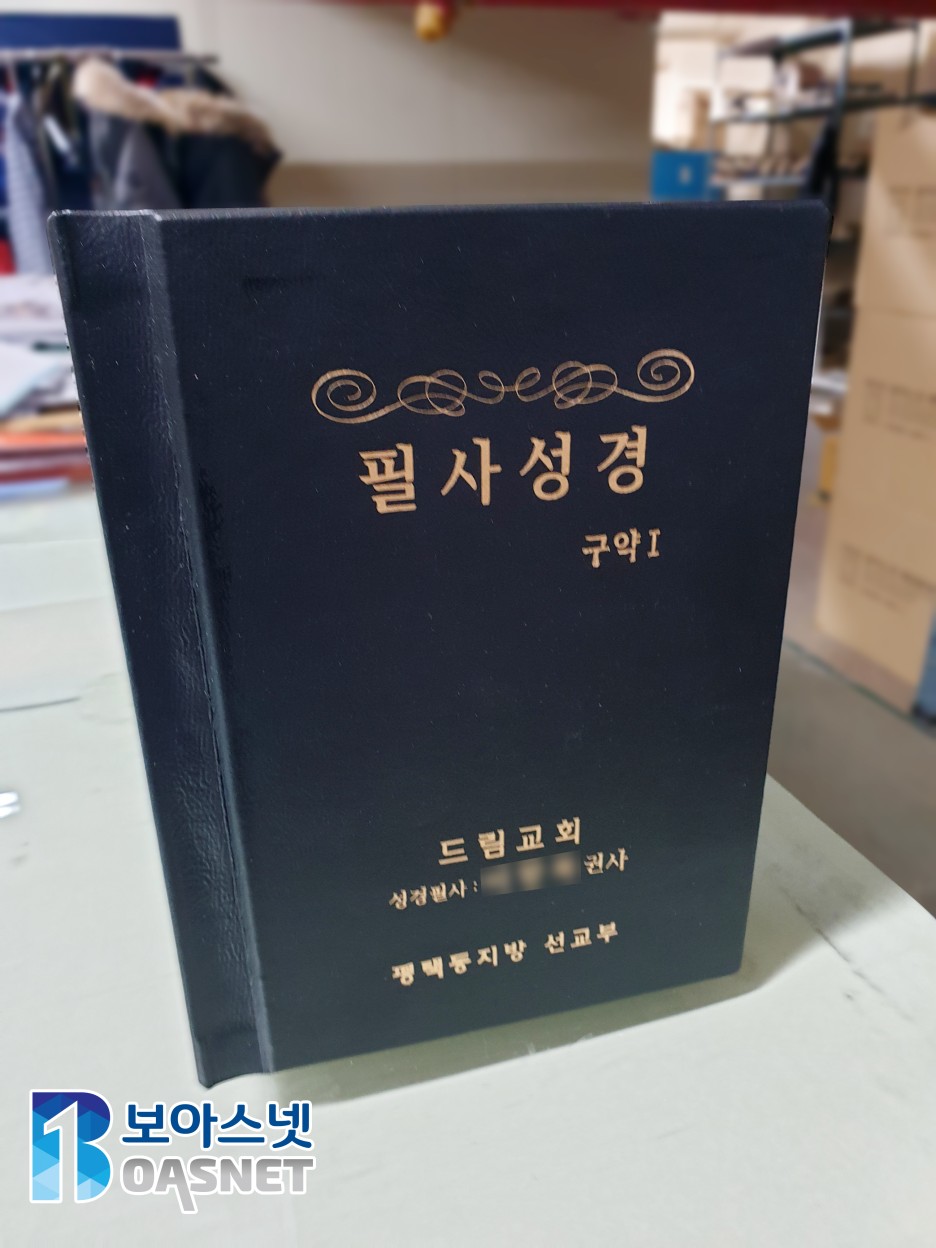 필사성경
구약 I
드림교회
성경필사 : 권사
평택동지방 선교부
보아스넷
BOASNET